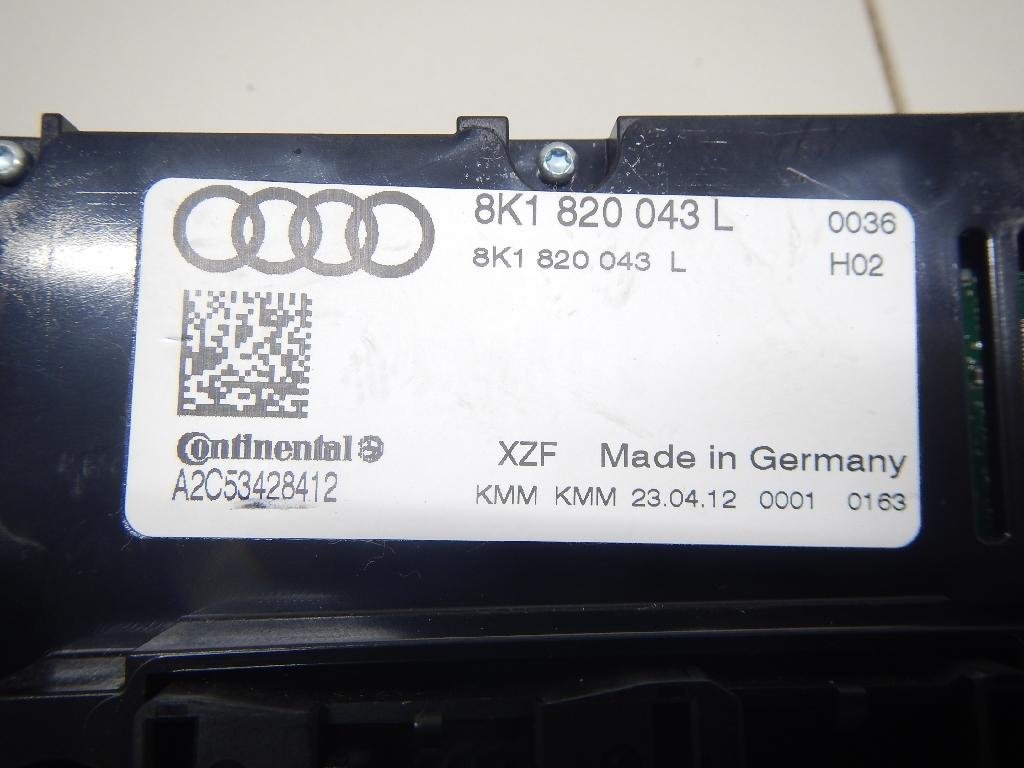 8K1 820 043 L 0036
8K1 820 043 L H02
Continental
A2C53428412
XZF Made in Germany
KMM KMM 23.04.12 0001 0163